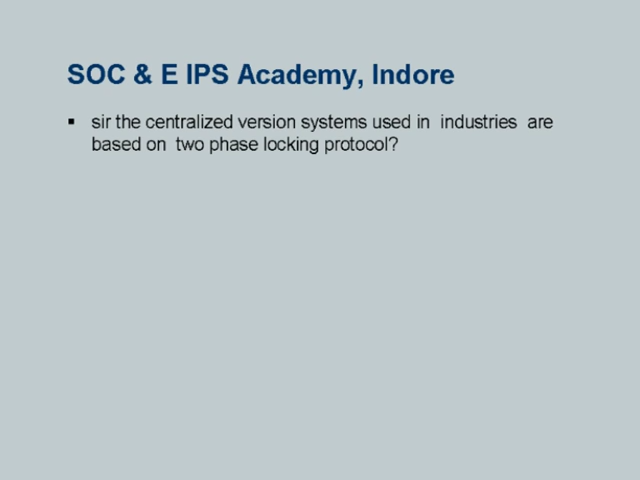 SOC & E IPS Academy, Indore
▪ sir the centralized version systems used in industries are
based on two phase locking protocol?